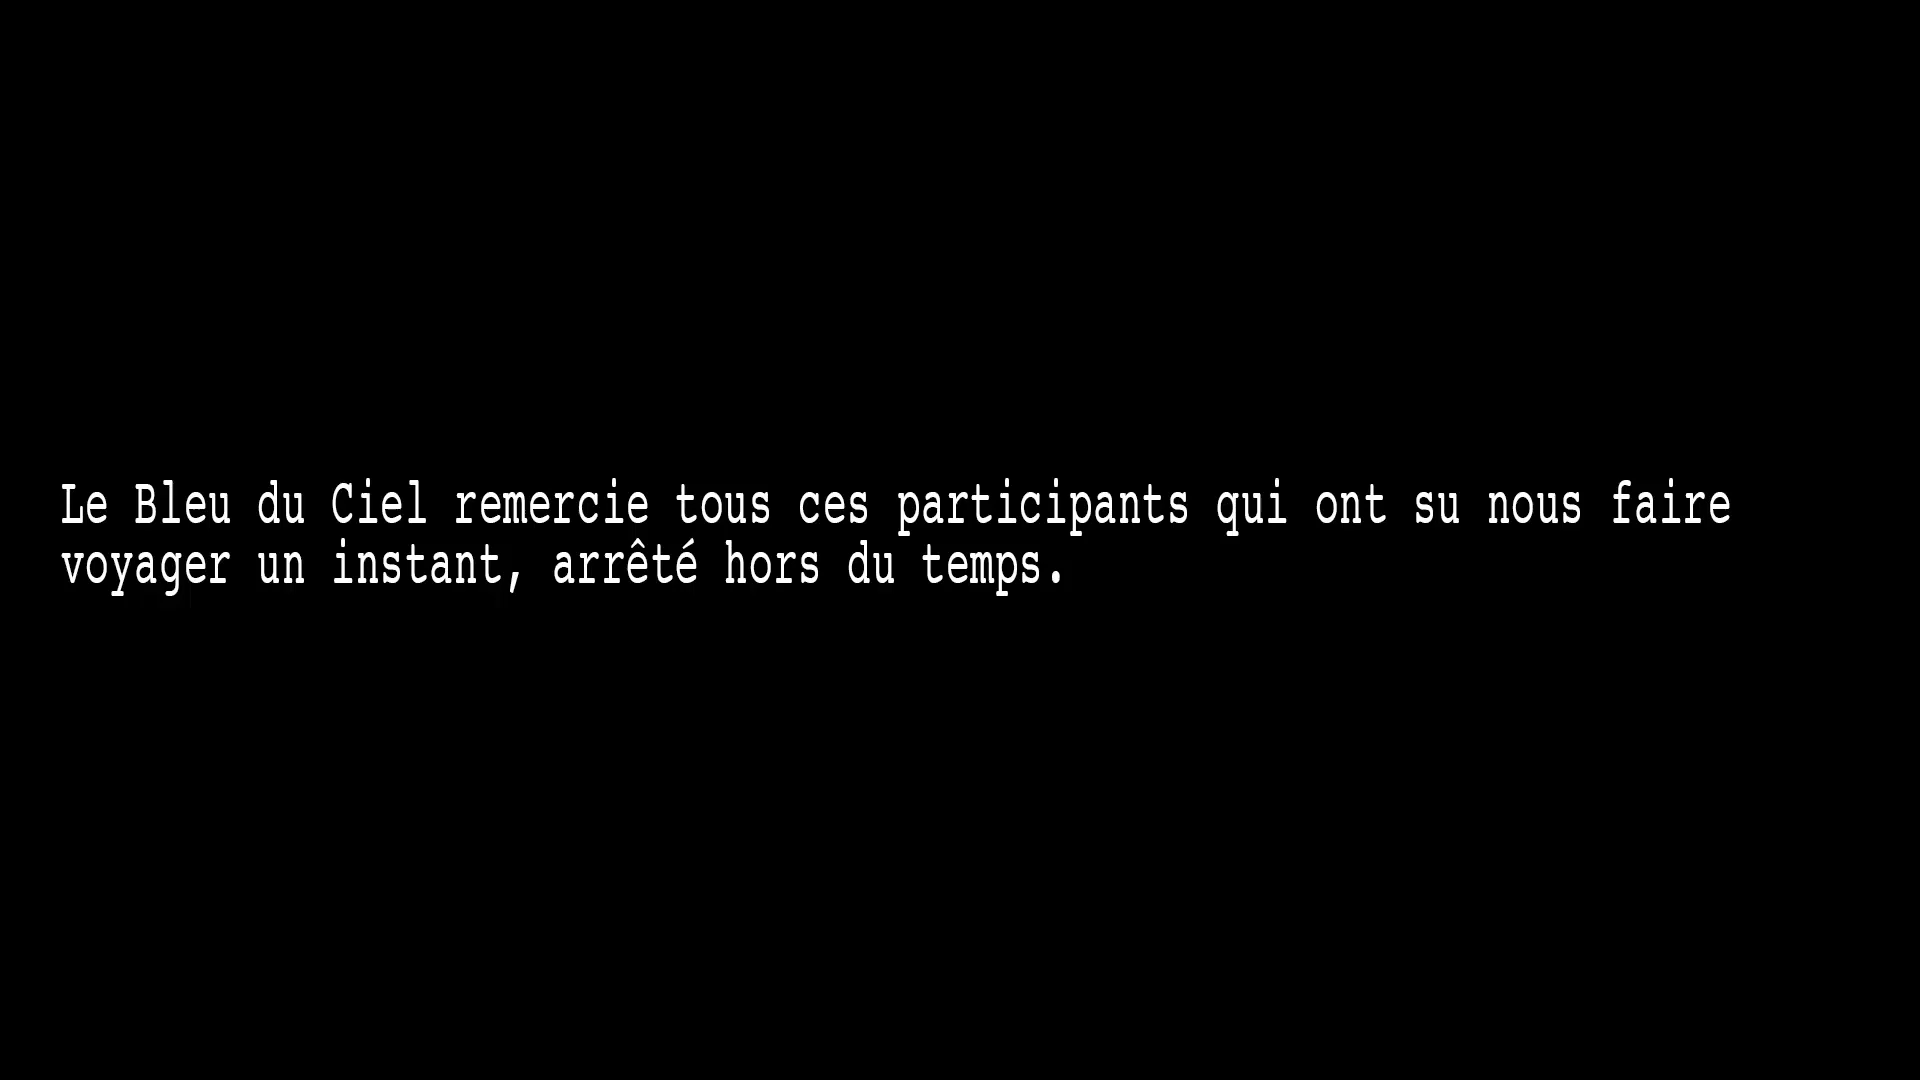 Le Bleu du Ciel remercie tous ces participants qui ont su nous faire
voyager un instant, arrêté hors du temps.